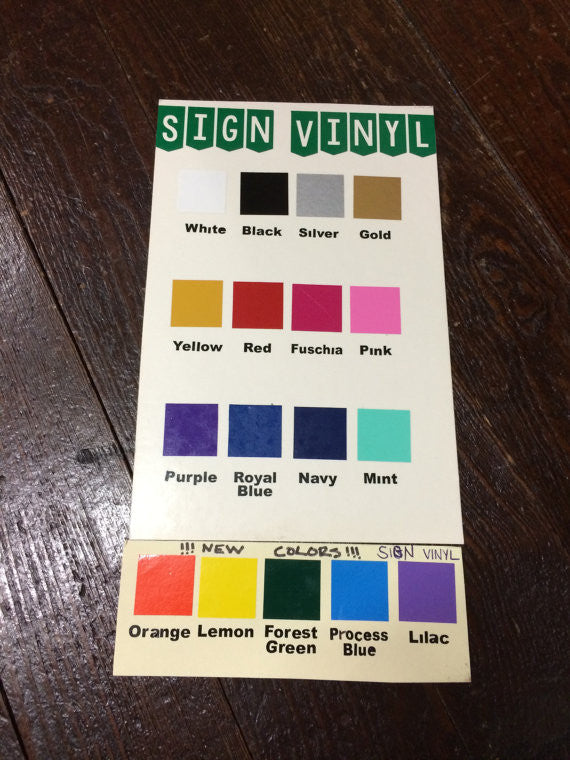 SIGN VINYL
White Black Silver Gold
Yellow Red Fuschia Pink
Purple Royal Blue Navy Mint
!!! NEW COLORS!!! SIGN VINYL
Orange Lemon Forest Green Process Blue Lilac